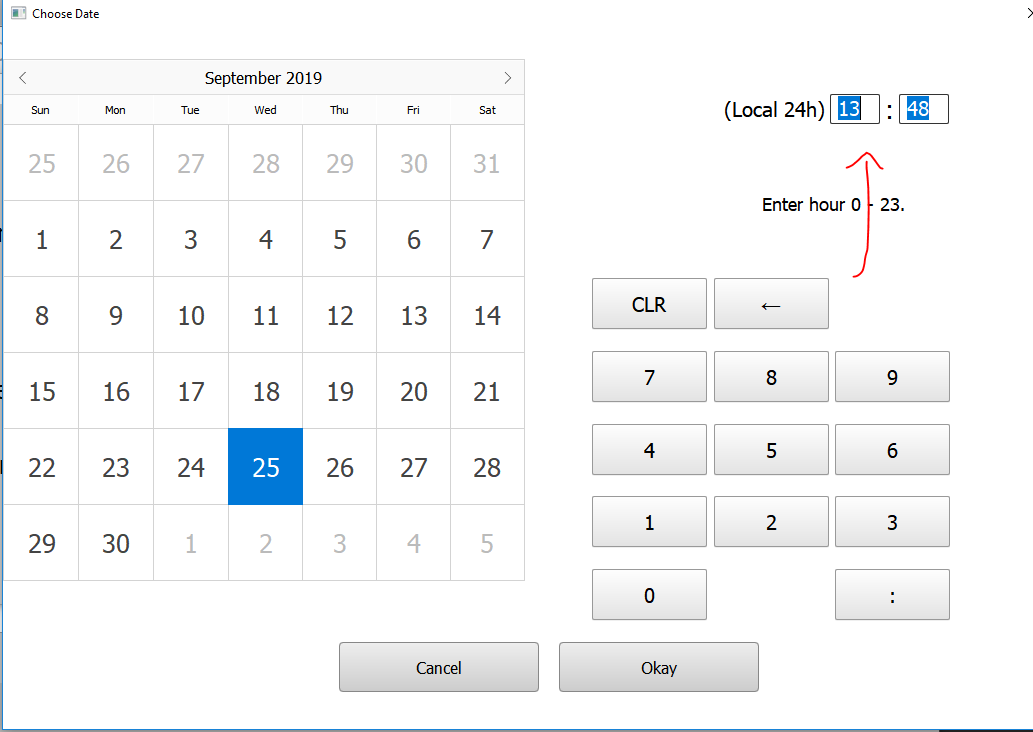 Choose Date
September 2019
Sun Mon Tue Wed Thu Fri Sat
25 26 27 28 29 30 31
1 2 3 4 5 6 7
8 9 10 11 12 13 14
15 16 17 18 19 20 21
22 23 24 25 26 27 28
29 30 1 2 3 4 5
(Local 24h) 13 : 48
Enter hour 0 - 23.
CLR ←
7 8 9
4 5 6
1 2 3
0 :
Cancel Okay